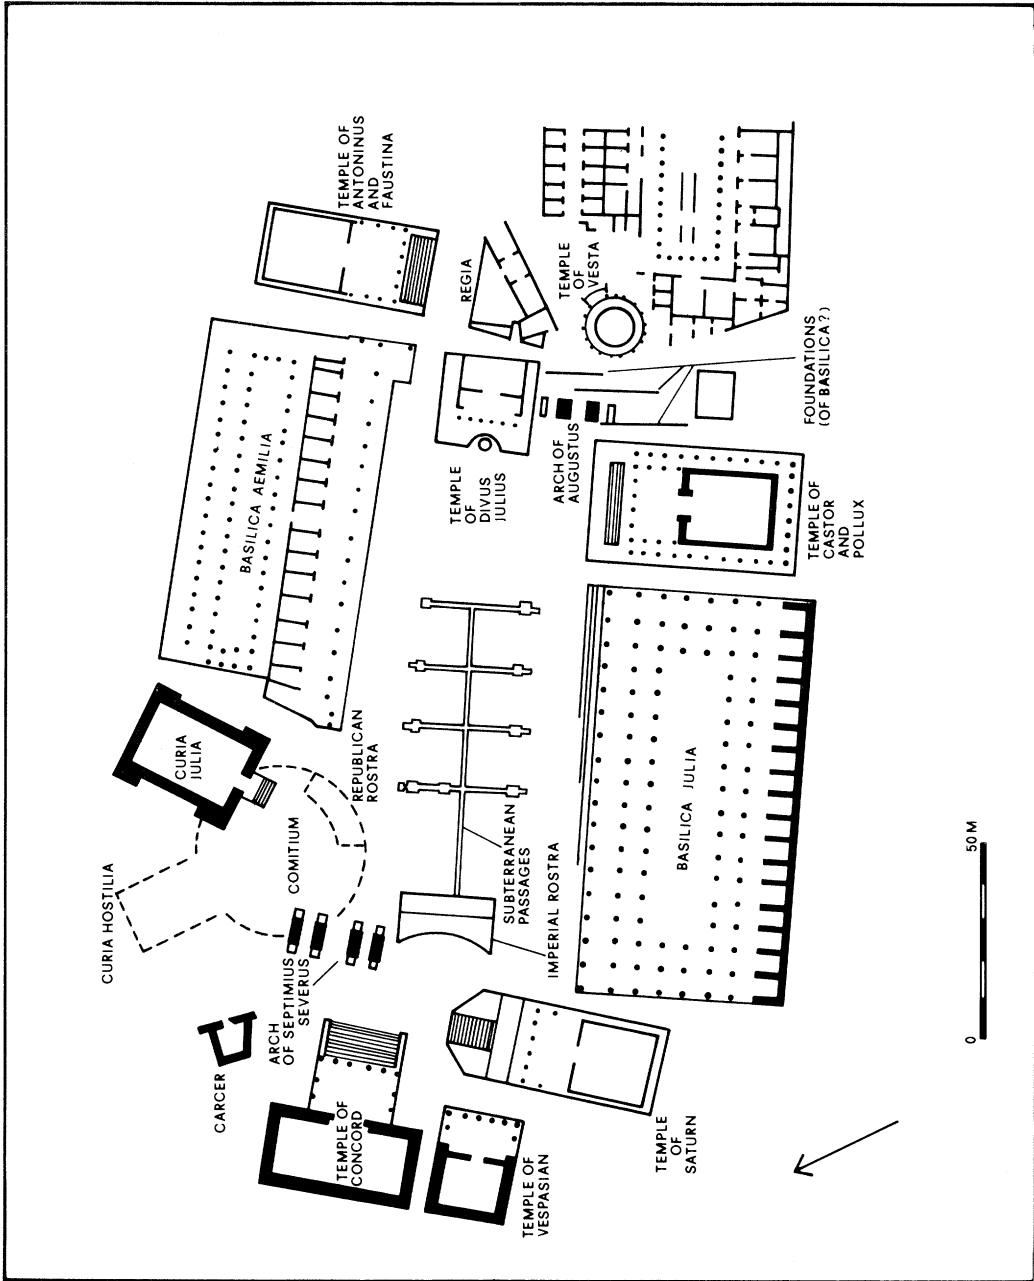 TEMPLE OF
ANTONINUS
AND
FAUSTINA
REGIA
TEMPLE
OF
VESTA
FOUNDATIONS
(OF BASILICA?)
BASILICA AEMILIA
TEMPLE
OF
DIVUS
JULIUS
ARCH OF
AUGUSTUS
TEMPLE OF
CASTOR
AND
POLLUX
CURIA
JULIA
REPUBLICAN
ROSTRA
CURIA HOSTILIA
COMITIUM
SUBTERRANEAN
PASSAGES
IMPERIAL ROSTRA
BASILICA JULIA
ARCH
OF SEPTIMIUS
SEVERUS
CARCER
TEMPLE OF
CONCORD
TEMPLE OF
VESPASIAN
TEMPLE
OF
SATURN
0 50 M